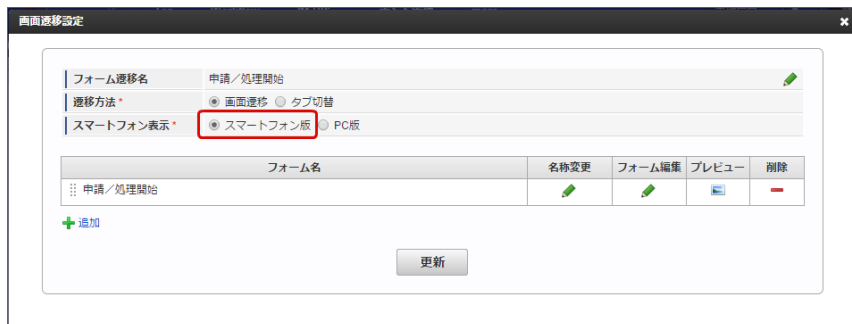 画面遷移設定
フォーム遷移名 申請／処理開始
遷移方法* 画面遷移 タブ切替
スマートフォン表示* スマートフォン版 PC版
フォーム名 名称変更 フォーム編集 プレビュー 削除
申請／処理開始
追加
更新